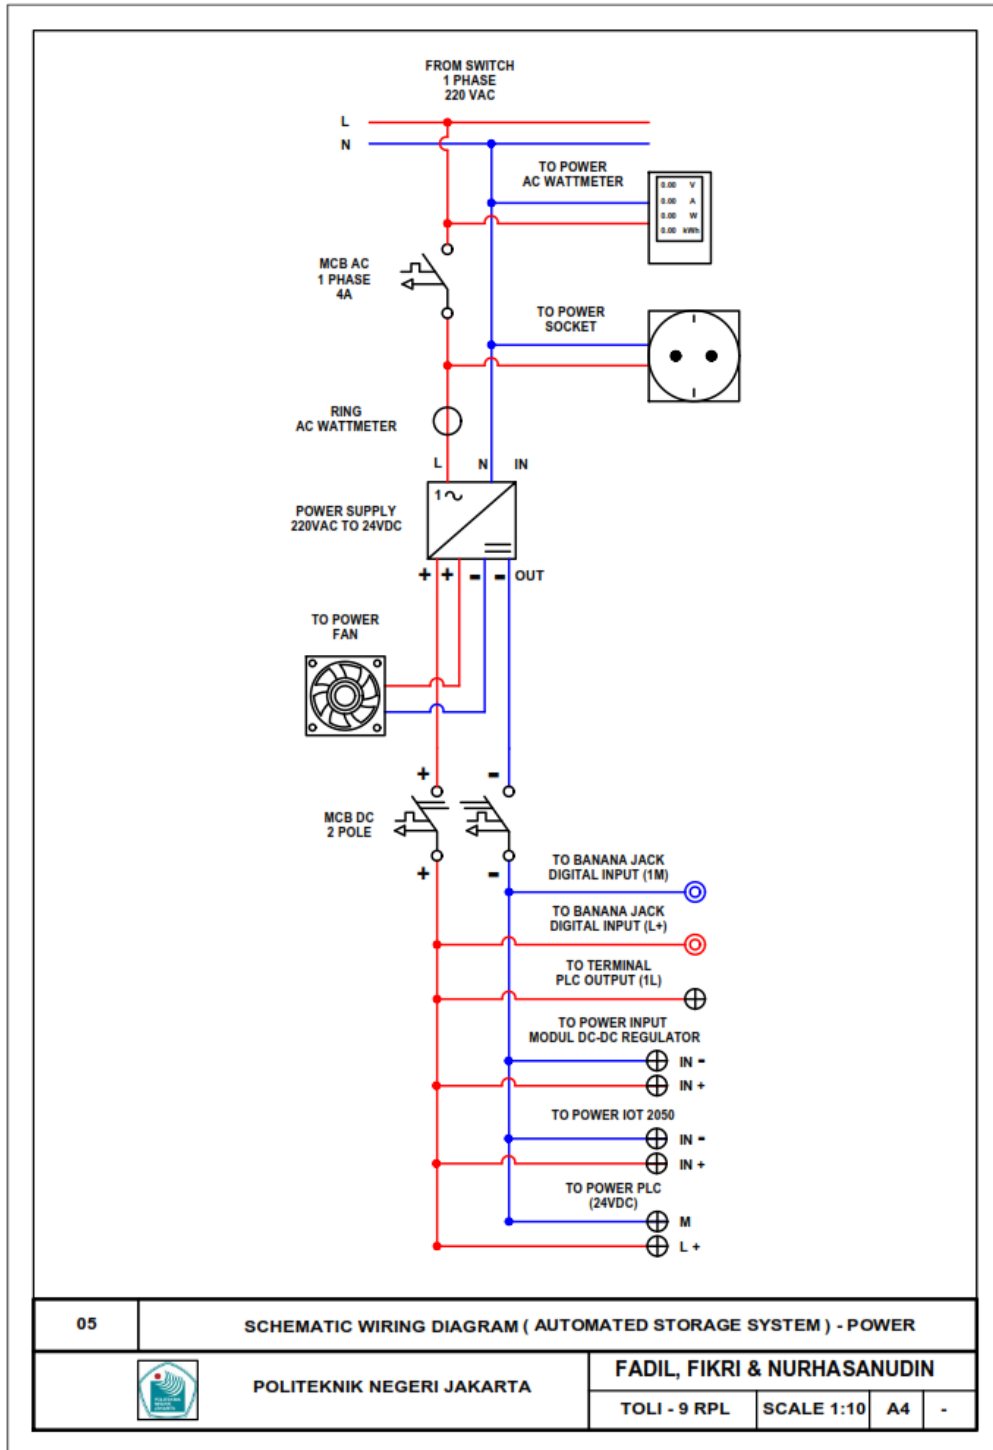 FROM SWITCH
1 PHASE
220 VAC
L
N
TO POWER
AC WATTMETER
0.00 V
0.00 A
0.00 W
0.00 kWh
MCB AC
1 PHASE
4A
TO POWER
SOCKET
RING
AC WATTMETER
L N IN
1
POWER SUPPLY
220VAC TO 24VDC
+ + - - OUT
TO POWER
FAN
+ -
MCB DC
2 POLE
+ -
TO BANANA JACK
DIGITAL INPUT (1M)
TO BANANA JACK
DIGITAL INPUT (L+)
TO TERMINAL
PLC OUTPUT (1L)
TO POWER INPUT
MODUL DC-DC REGULATOR
IN -
IN +
TO POWER IOT 2050
IN -
IN +
TO POWER PLC
(24VDC)
M
L +
05
SCHEMATIC WIRING DIAGRAM ( AUTOMATED STORAGE SYSTEM ) - POWER
POLITEKNIK
NEGERI
JAKARTA
POLITEKNIK NEGERI JAKARTA
FADIL, FIKRI & NURHASANUDIN
TOLI - 9 RPL
SCALE 1:10
A4
-